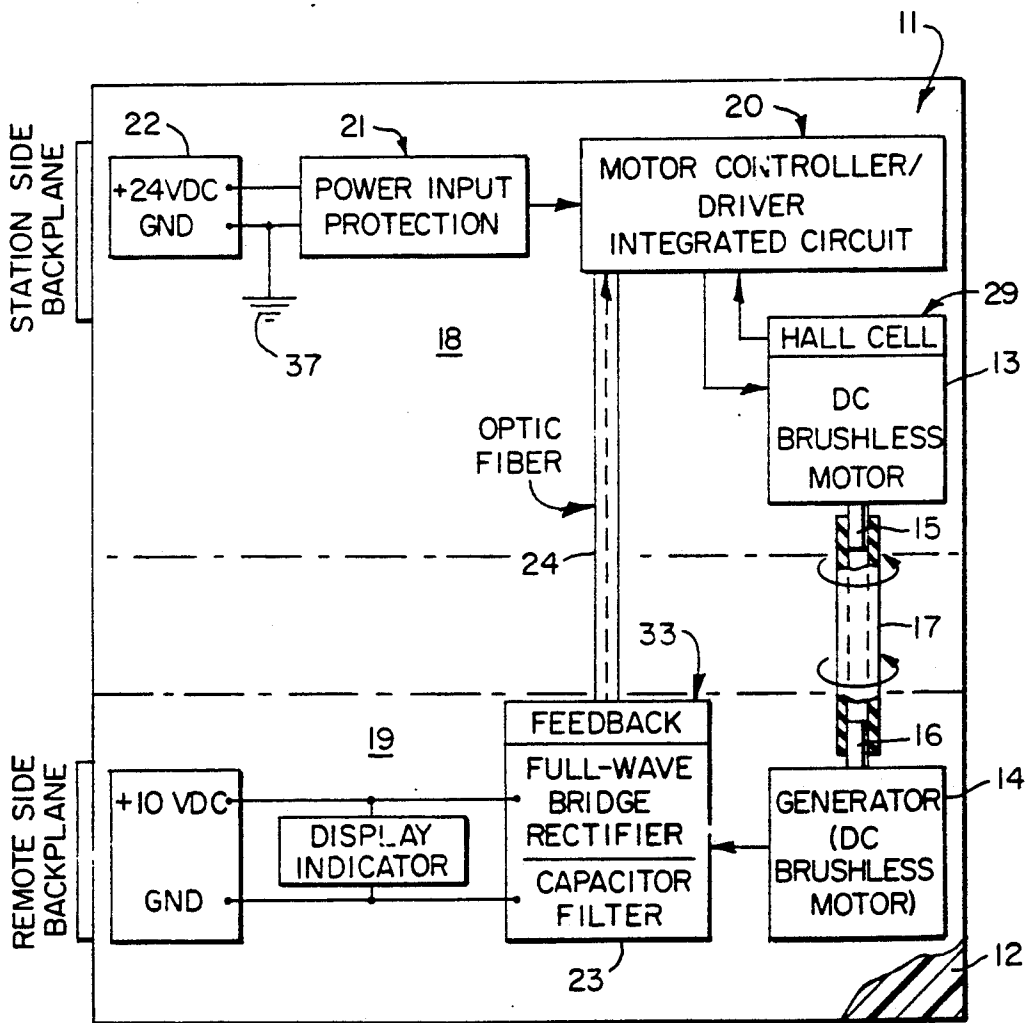 11
22
21
20
STATION SIDE
BACKPLANE
+24VDC
GND
POWER INPUT
PROTECTION
MOTOR CONTROLLER/
DRIVER
INTEGRATED CIRCUIT
29
37
18
HALL CELL
13
DC
BRUSHLESS
MOTOR
OPTIC
FIBER
15
24
17
33
16
19
REMOTE SIDE
BACKPLANE
+10 VDC
GND
DISPLAY
INDICATOR
FEEDBACK
FULL-WAVE
BRIDGE
RECTIFIER
CAPACITOR
FILTER
14
GENERATOR
(DC
BRUSHLESS
MOTOR)
23
12